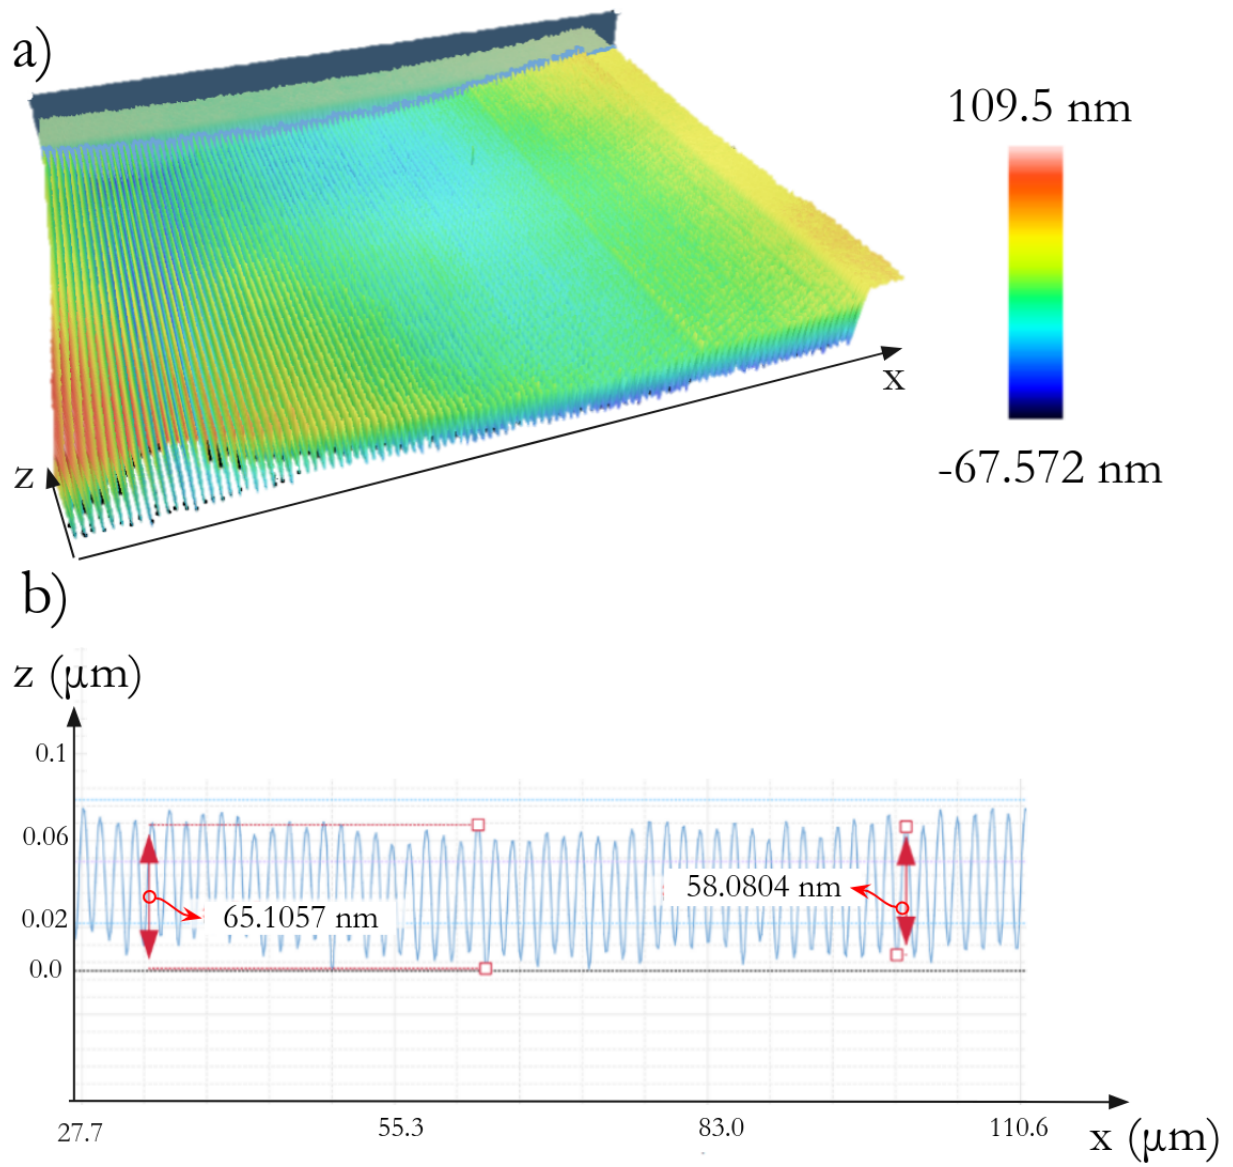 a)
109.5 nm
x
z
-67.572 nm
b)
z (μm)
0.1
0.06
58.0804 nm
0.02
65.1057 nm
0.0
27.7
55.3
83.0
110.6
x (μm)